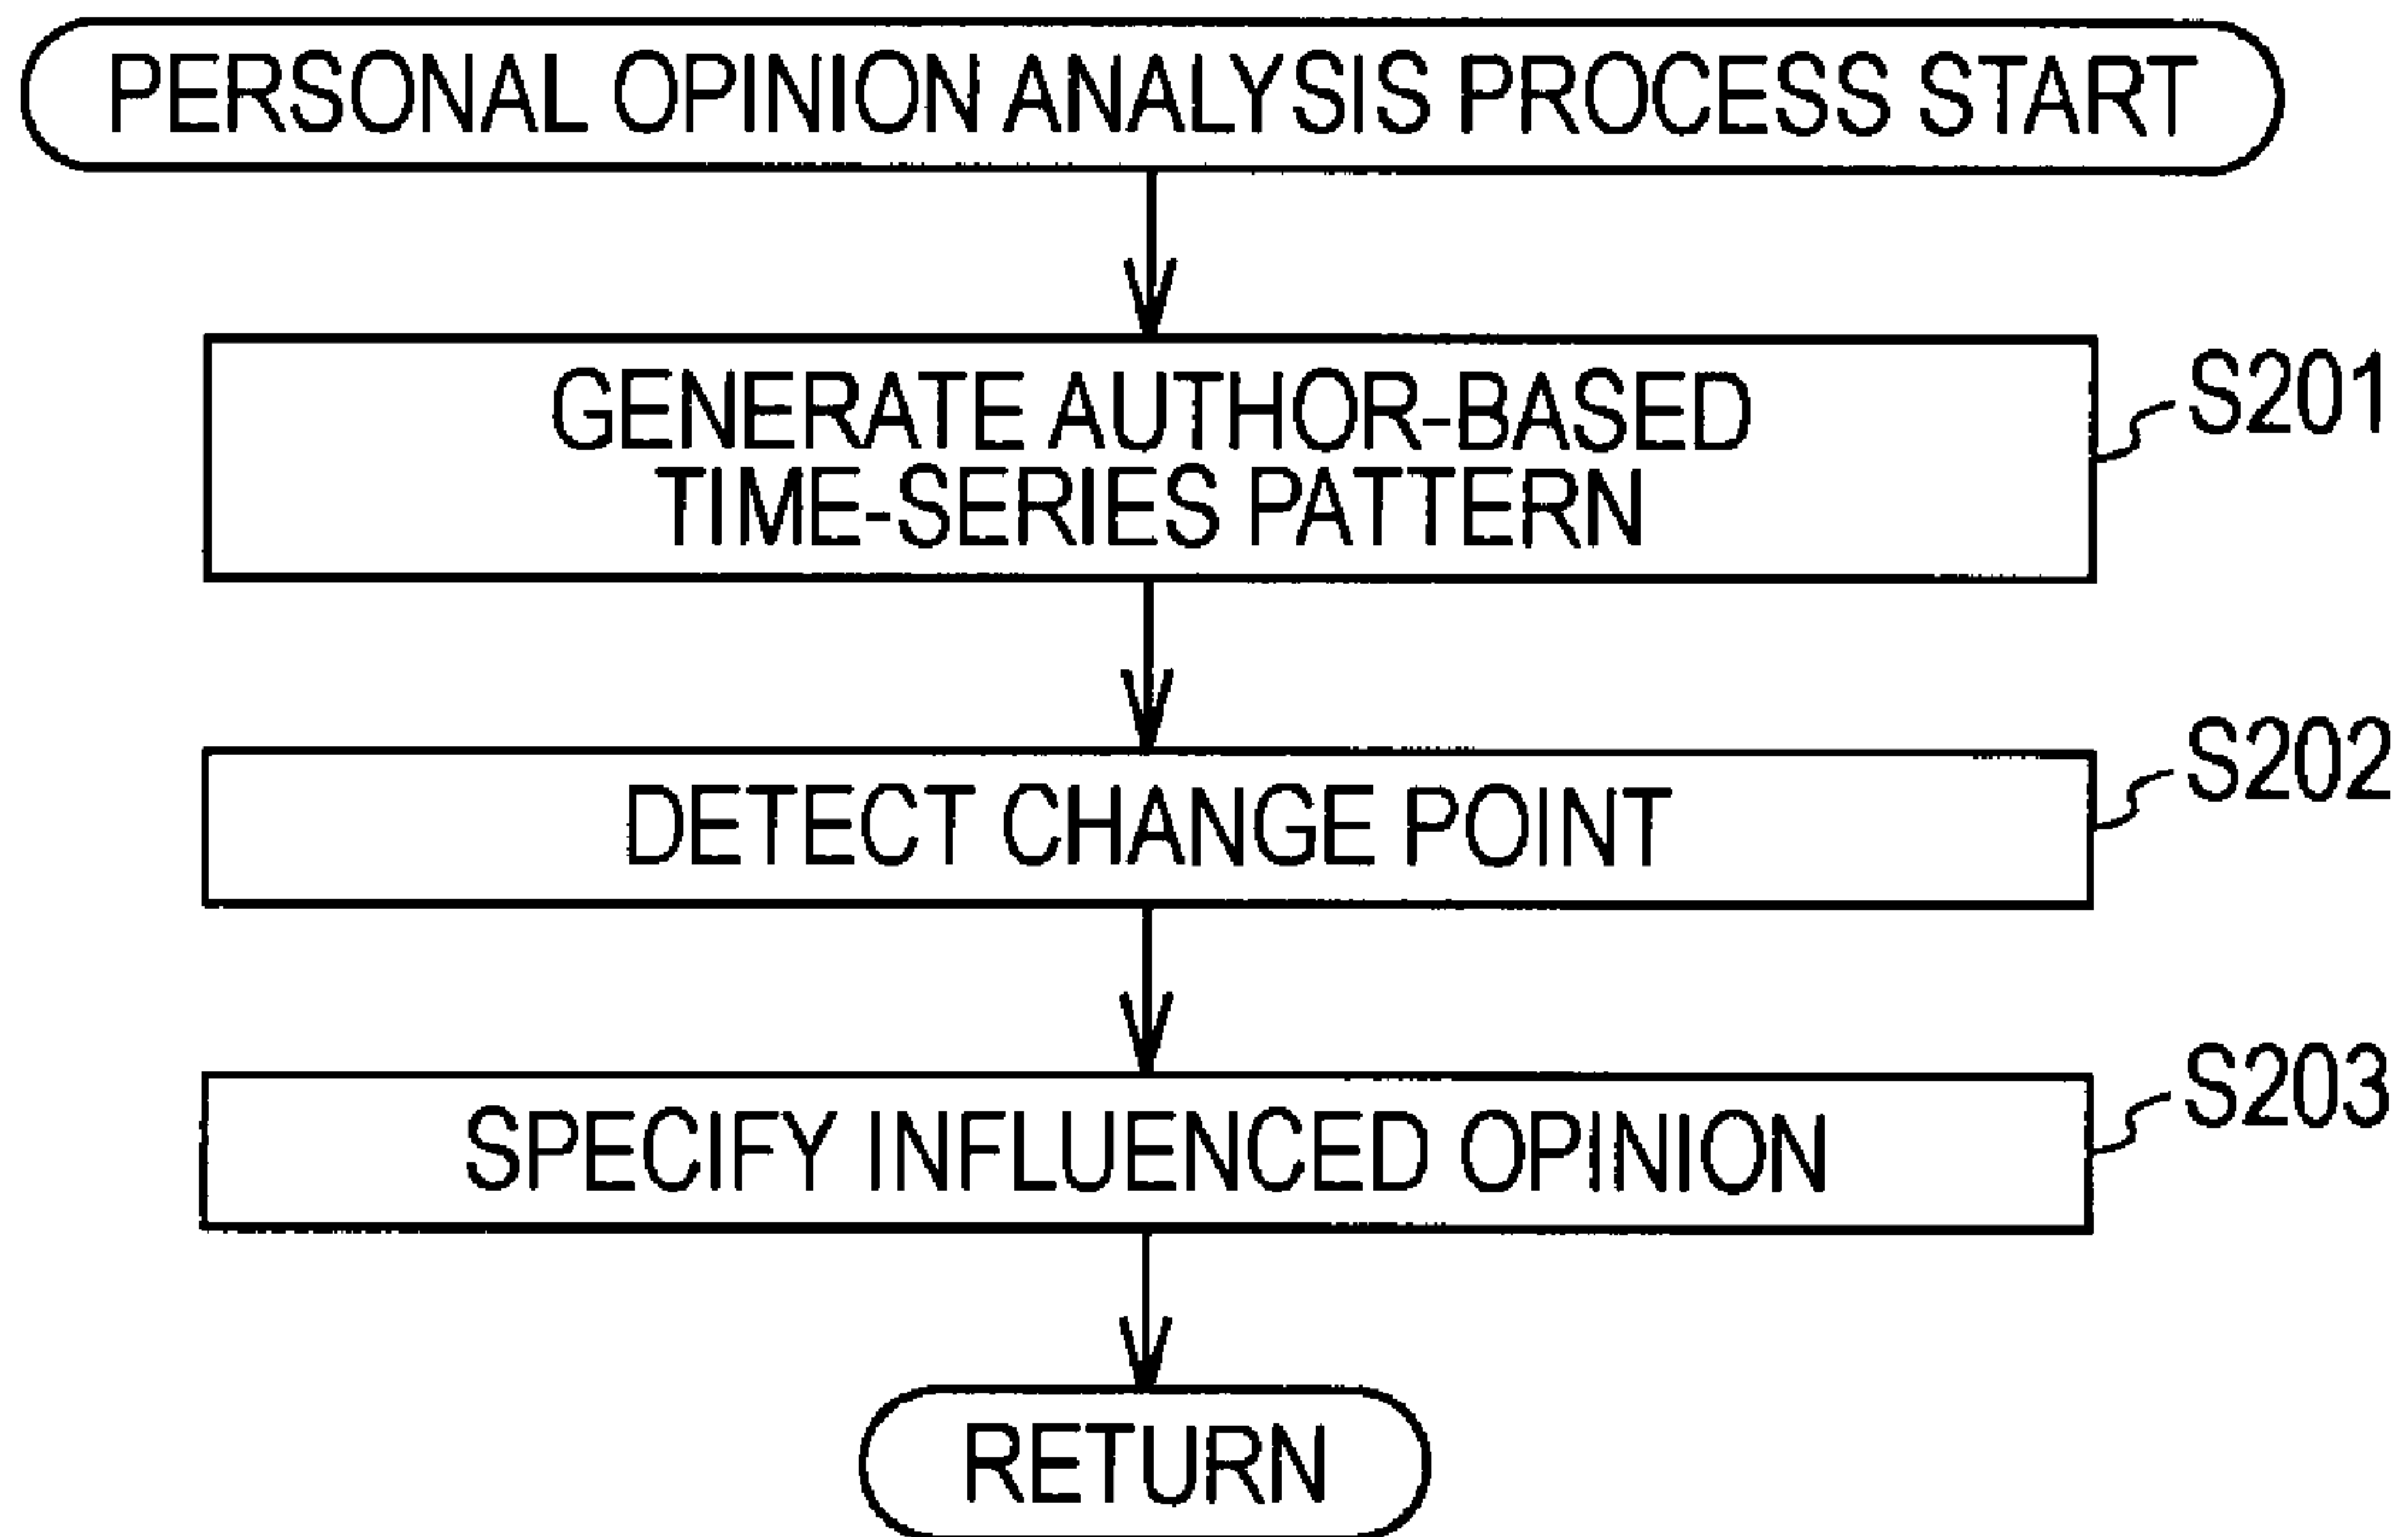 PERSONAL OPINION ANALYSIS PROCESS START
GENERATE AUTHOR-BASED
TIME-SERIES PATTERN
S201
DETECT CHANGE POINT
S202
SPECIFY INFLUENCED OPINION
S203
RETURN